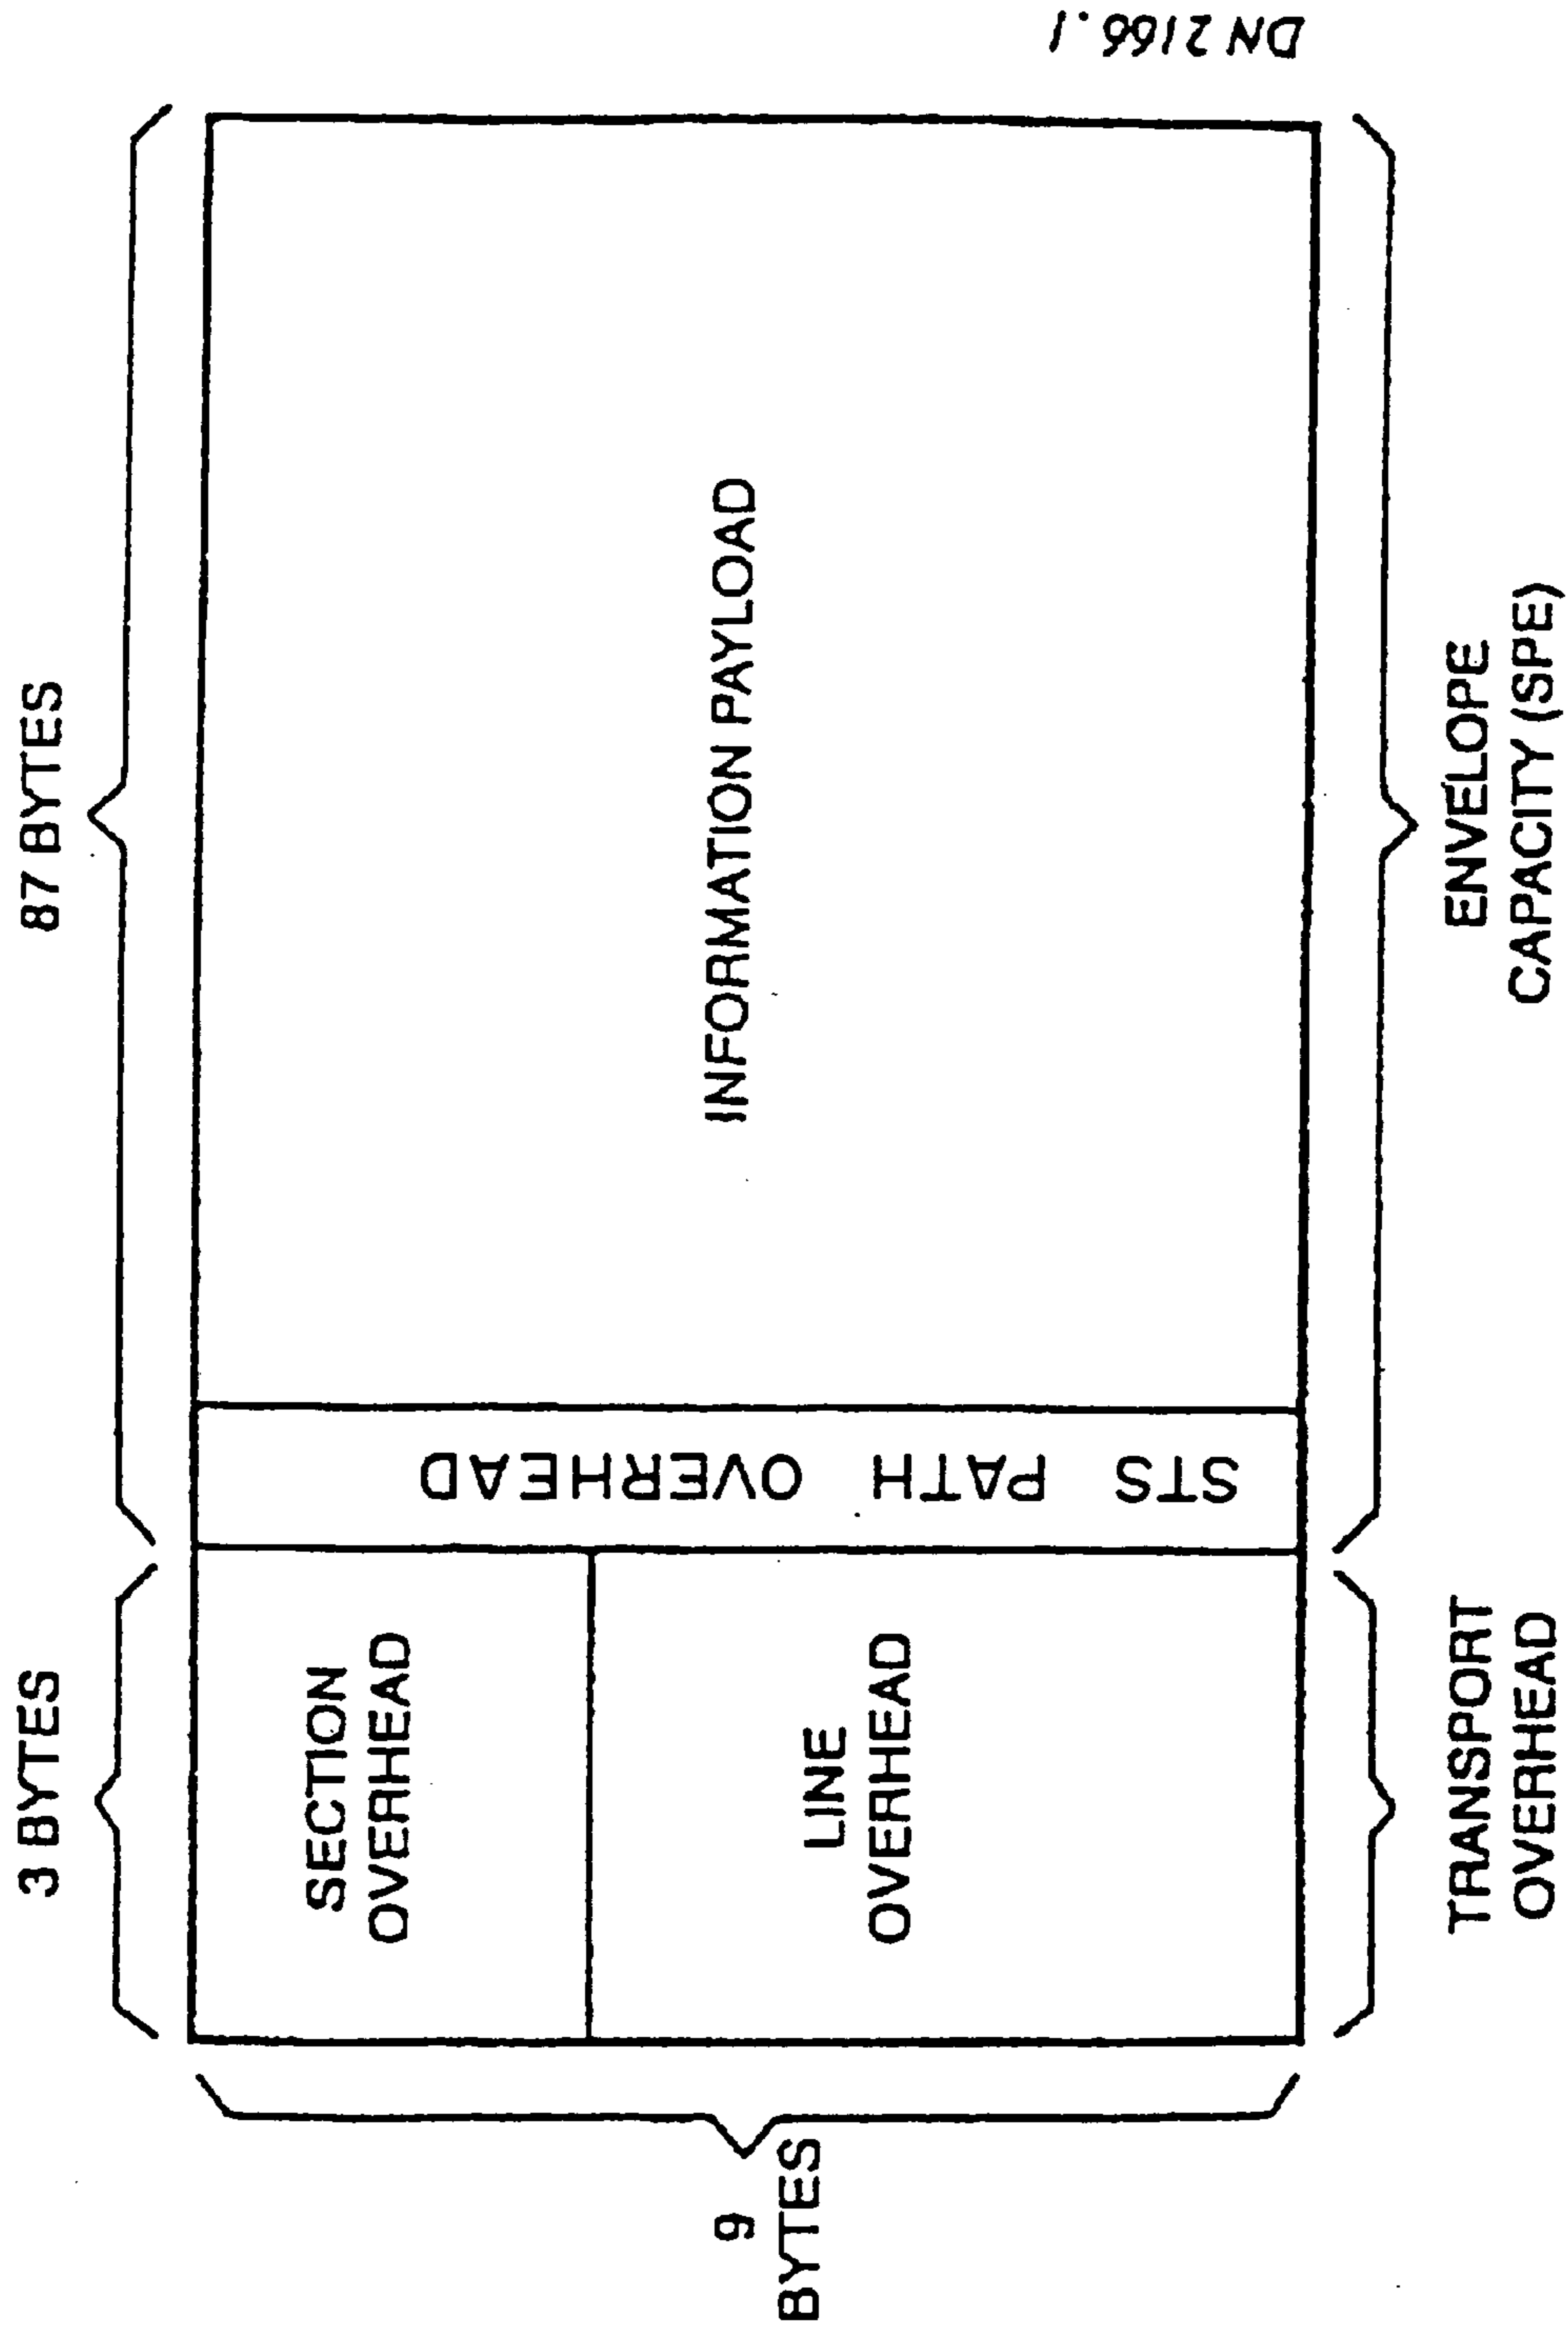 3 BYTES
87 BYTES
9
BYTES
SECTION
OVERHEAD
LINE
OVERHEAD
STS PATH OVERHEAD
INFORMATION PAYLOAD
TRANSPORT
OVERHEAD
ENVELOPE
CAPACITY (SPE)
DN 2166.1